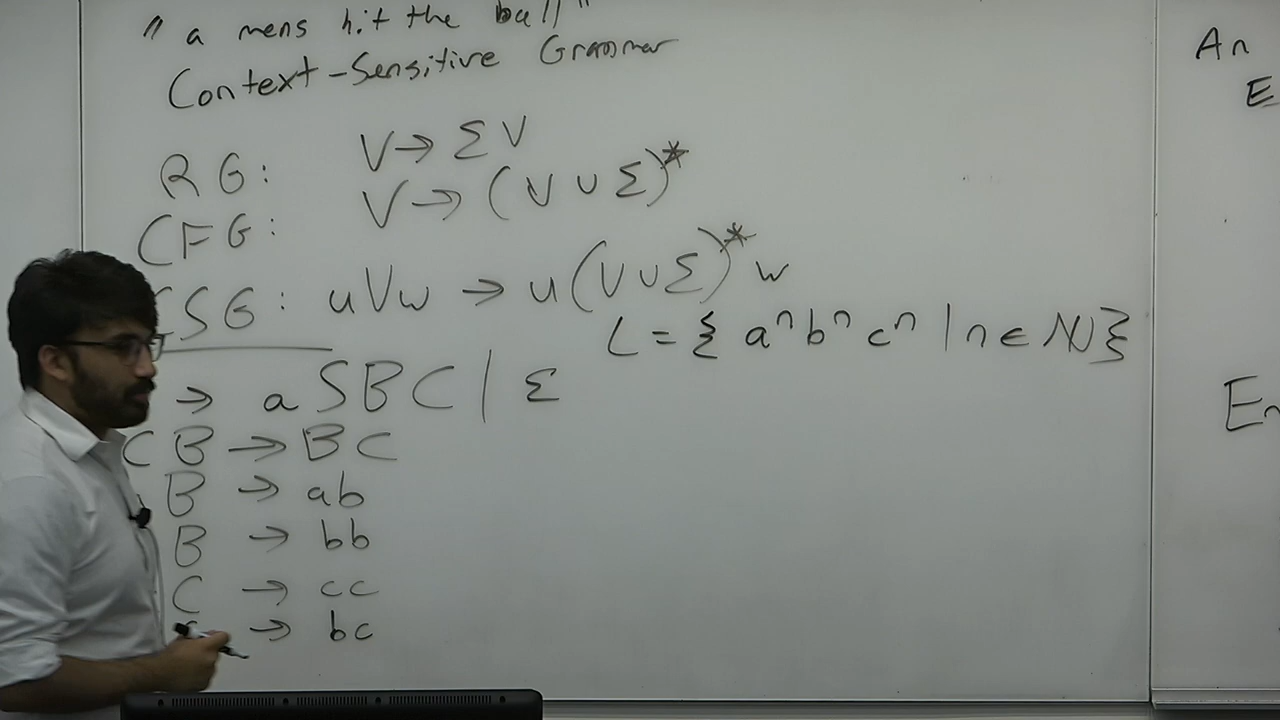 " a mens hit the ball"
Context-Sensitive Grammar
RG: V → Σ V
CFG: V → (V ∪ Σ)*
CSG: uVw → u(V ∪ Σ)* w
L = { aⁿ bⁿ cⁿ | n ∈ ℕ }
→ aSBC | Σ
CB → BC
B → ab
B → bb
C → cc
→ bc
An
E
En